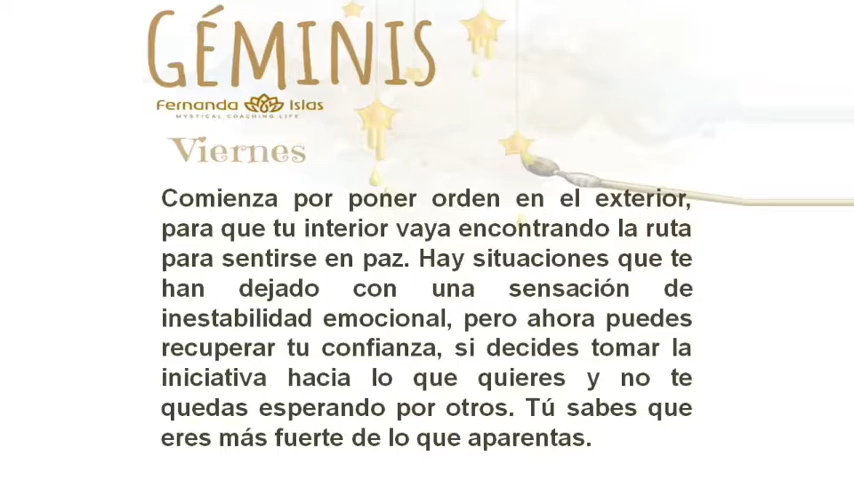 GÉMINIS
Fernanda Islas
MYSTICAL COACHING LIFE
Viernes
Comienza por poner orden en el exterior,
para que tu interior vaya encontrando la ruta
para sentirse en paz. Hay situaciones que te
han dejado con una sensación de
inestabilidad emocional, pero ahora puedes
recuperar tu confianza, si decides tomar la
iniciativa hacia lo que quieres y no te
quedas esperando por otros. Tú sabes que
eres más fuerte de lo que aparentas.